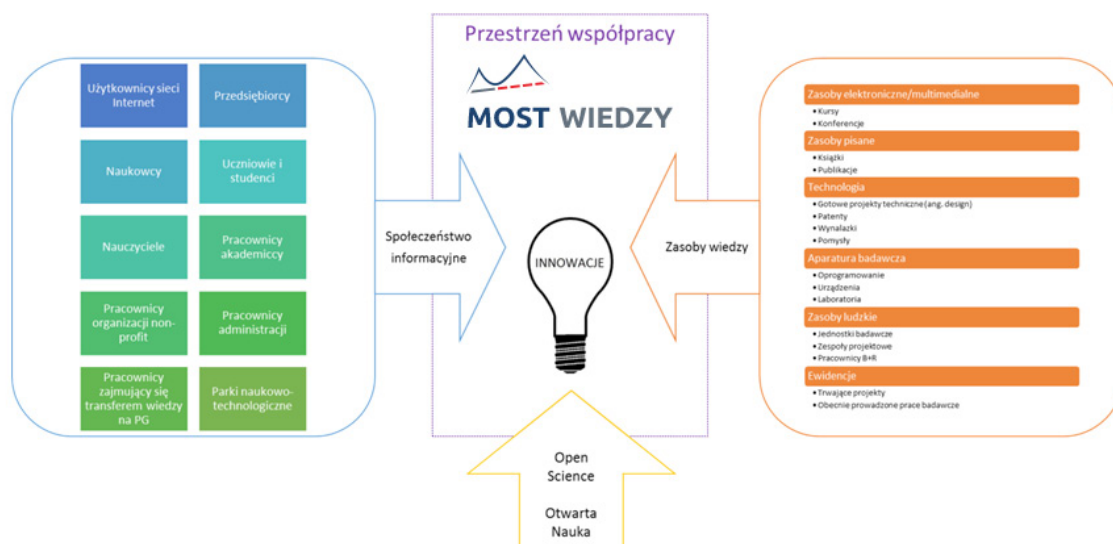 Przestrzeń współpracy
MOST WIEDZY
Użytkownicy sieci
Internet
Przedsiębiorcy
Naukowcy
Uczniowie i
studenci
Nauczyciele
Pracownicy
akademiccy
Pracownicy
organizacji non-
profit
Pracownicy
administracji
Pracownicy
zajmujący się
transferem wiedzy
na PG
Parki naukowo-
technologiczne
Społeczeństwo
informacyjne
INNOWACJE
Zasoby wiedzy
Open
Science
Otwarta
Nauka
Zasoby elektroniczne/multimedialne
• Kursy
• Konferencje
Zasoby pisane
• Książki
• Publikacje
Technologia
• Gotowe projekty techniczne (ang. design)
• Patenty
• Wynalazki
• Pomysły
Aparatura badawcza
• Oprogramowanie
• Urządzenia
• Laboratoria
Zasoby ludzkie
• Jednostki badawcze
• Zespoły projektowe
• Pracownicy B+R
Ewidencje
• Trwające projekty
• Obecnie prowadzone prace badawcze